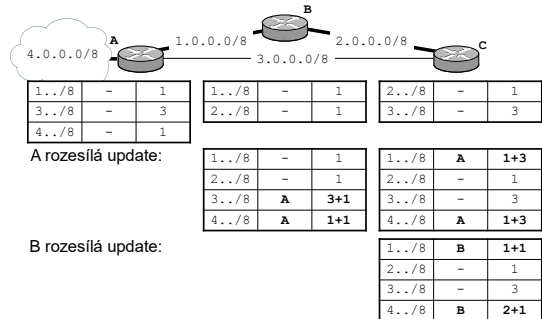 B
A
1.0.0.0/8
2.0.0.0/8
C
4.0.0.0/8
3.0.0.0/8
1../8 - 1
3../8 - 3
4../8 - 1
1../8 - 1
2../8 - 1
2../8 - 1
3../8 - 3
A rozesílá update:
1../8 - 1
2../8 - 1
3../8 A 3+1
4../8 A 1+1
1../8 A 1+3
2../8 - 1
3../8 - 3
4../8 A 1+3
B rozesílá update:
1../8 B 1+1
2../8 - 1
3../8 - 3
4../8 B 2+1